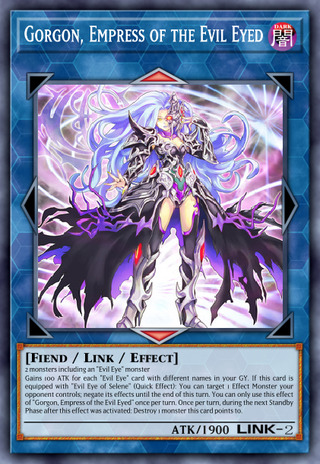 Gorgon, Empress of the Evil Eyed
DARK
闇
[Fiend / Link / Effect]
2 monsters including an "Evil Eye" monster
Gains 100 ATK for each "Evil Eye" card with different names in your GY. If this card is
equipped with "Evil Eye of Selene" (Quick Effect): You can target 1 Effect Monster your
opponent controls; negate its effects until the end of this turn. You can only use this effect
of "Gorgon, Empress of the Evil Eyed" once per turn. Once per turn, during the next Standby
Phase after this effect was activated: Destroy 1 monster this card points to.
ATK/1900 LINK-2